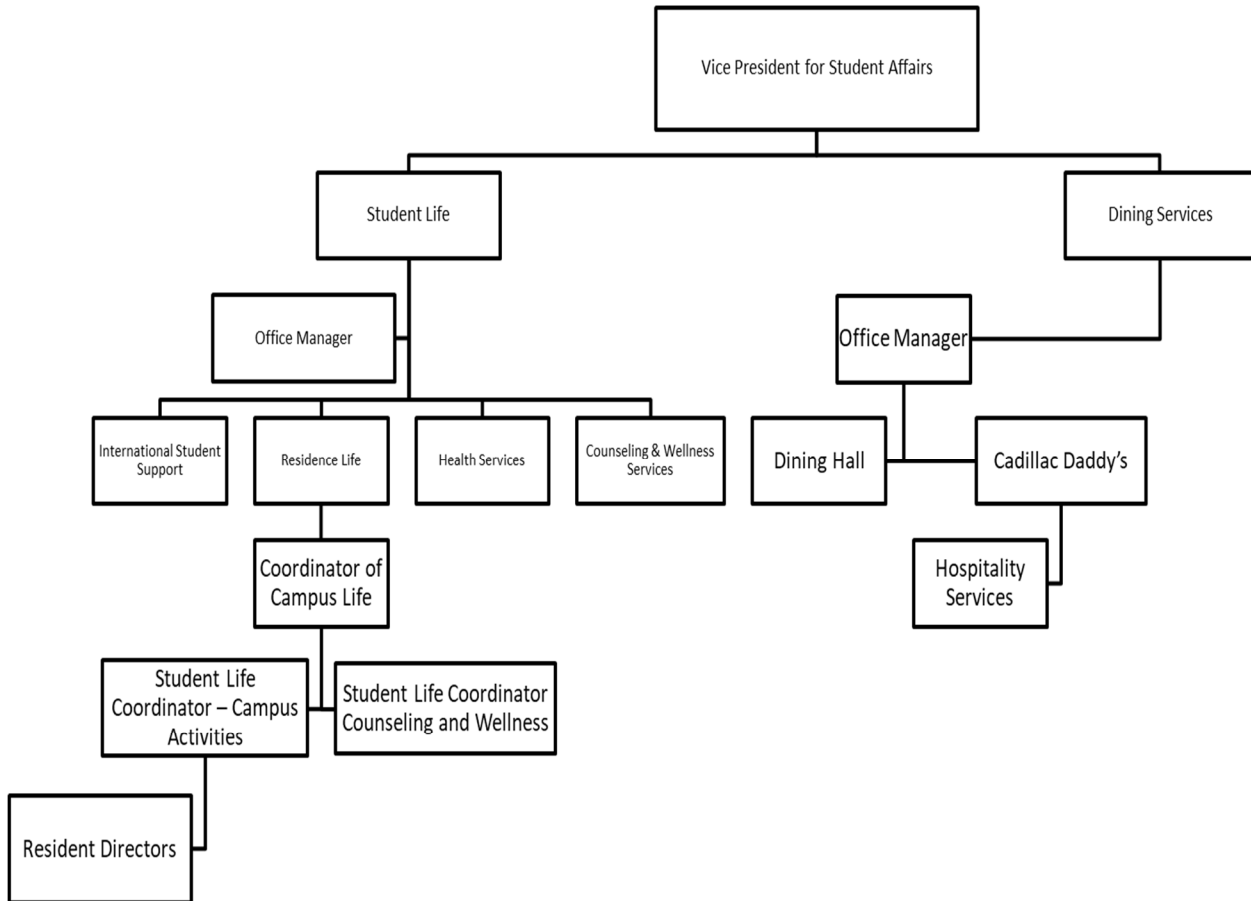 Vice President for Student Affairs
Student Life
Dining Services
Office Manager
Office Manager
International Student
Support
Residence Life
Health Services
Counseling & Wellness
Services
Dining Hall
Cadillac Daddy’s
Coordinator of
Campus Life
Hospitality
Services
Student Life
Coordinator – Campus
Activities
Student Life Coordinator
Counseling and Wellness
Resident Directors